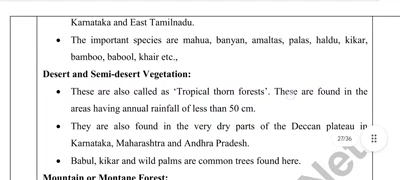 Karnataka and East Tamilnadu.
• The important species are mahua, banyan, amaltas, palas, haldu, kikar,
bamboo, babool, khair etc.,
Desert and Semi-desert Vegetation:
• These are also called as ‘Tropical thorn forests’. These are found in the
areas having annual rainfall of less than 50 cm.
• They are also found in the very dry parts of the Deccan plateau in
Karnataka, Maharashtra and Andhra Pradesh.
27/36
• Babul, kikar and wild palms are common trees found here.
Mountain or Montane Forest:
Net